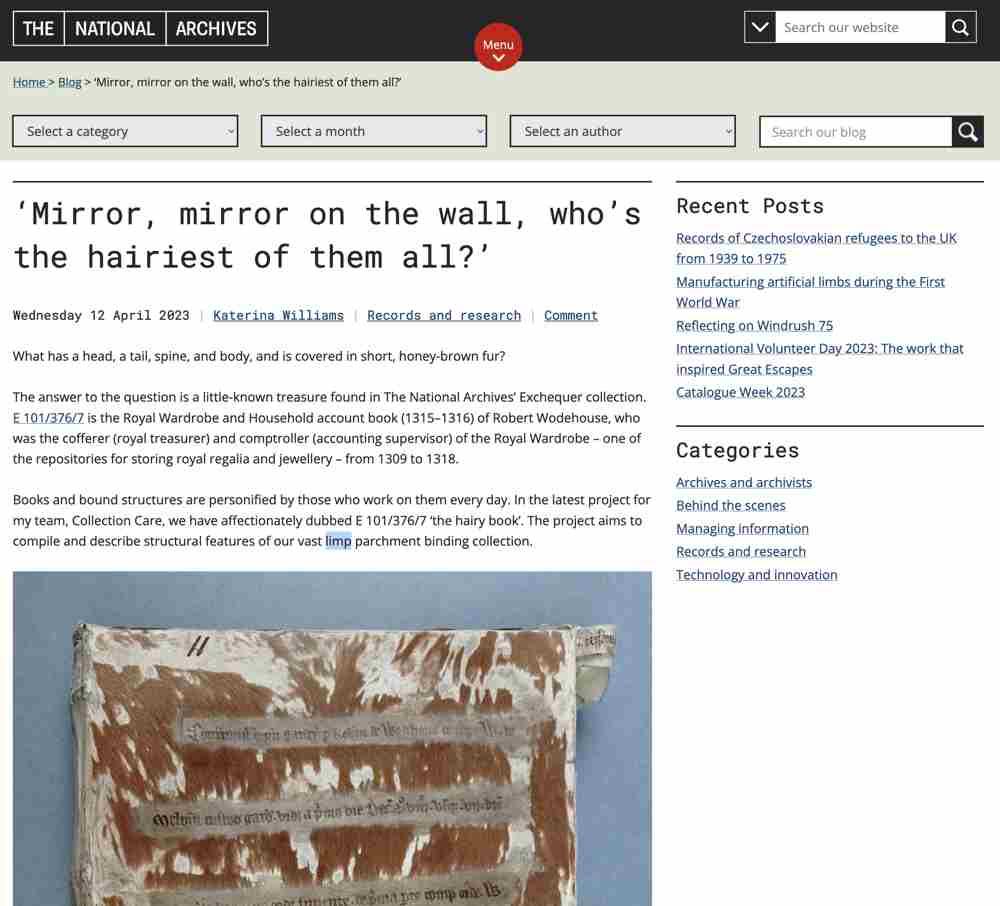 THE NATIONAL ARCHIVES
Menu
Search our website
Home > Blog > ‘Mirror, mirror on the wall, who’s the hairiest of them all?’
Select a category
Select a month
Select an author
Search our blog
‘Mirror, mirror on the wall, who’s
the hairiest of them all?’
Wednesday 12 April 2023 | Katerina Williams | Records and research | Comment
What has a head, a tail, spine, and body, and is covered in short, honey-brown fur?
The answer to the question is a little-known treasure found in The National Archives’ Exchequer collection.
E 101/376/7 is the Royal Wardrobe and Household account book (1315–1316) of Robert Wodehouse, who
was the cofferer (royal treasurer) and comptroller (accounting supervisor) of the Royal Wardrobe – one of
the repositories for storing royal regalia and jewellery – from 1309 to 1318.
Books and bound structures are personified by those who work on them every day. In the latest project for
my team, Collection Care, we have affectionately dubbed E 101/376/7 ‘the hairy book’. The project aims to
compile and describe structural features of our vast limp parchment binding collection.
Recent Posts
Records of Czechoslovakian refugees to the UK
from 1939 to 1975
Manufacturing artificial limbs during the First
World War
Reflecting on Windrush 75
International Volunteer Day 2023: The work that
inspired Great Escapes
Catalogue Week 2023
Categories
Archives and archivists
Behind the scenes
Managing information
Records and research
Technology and innovation